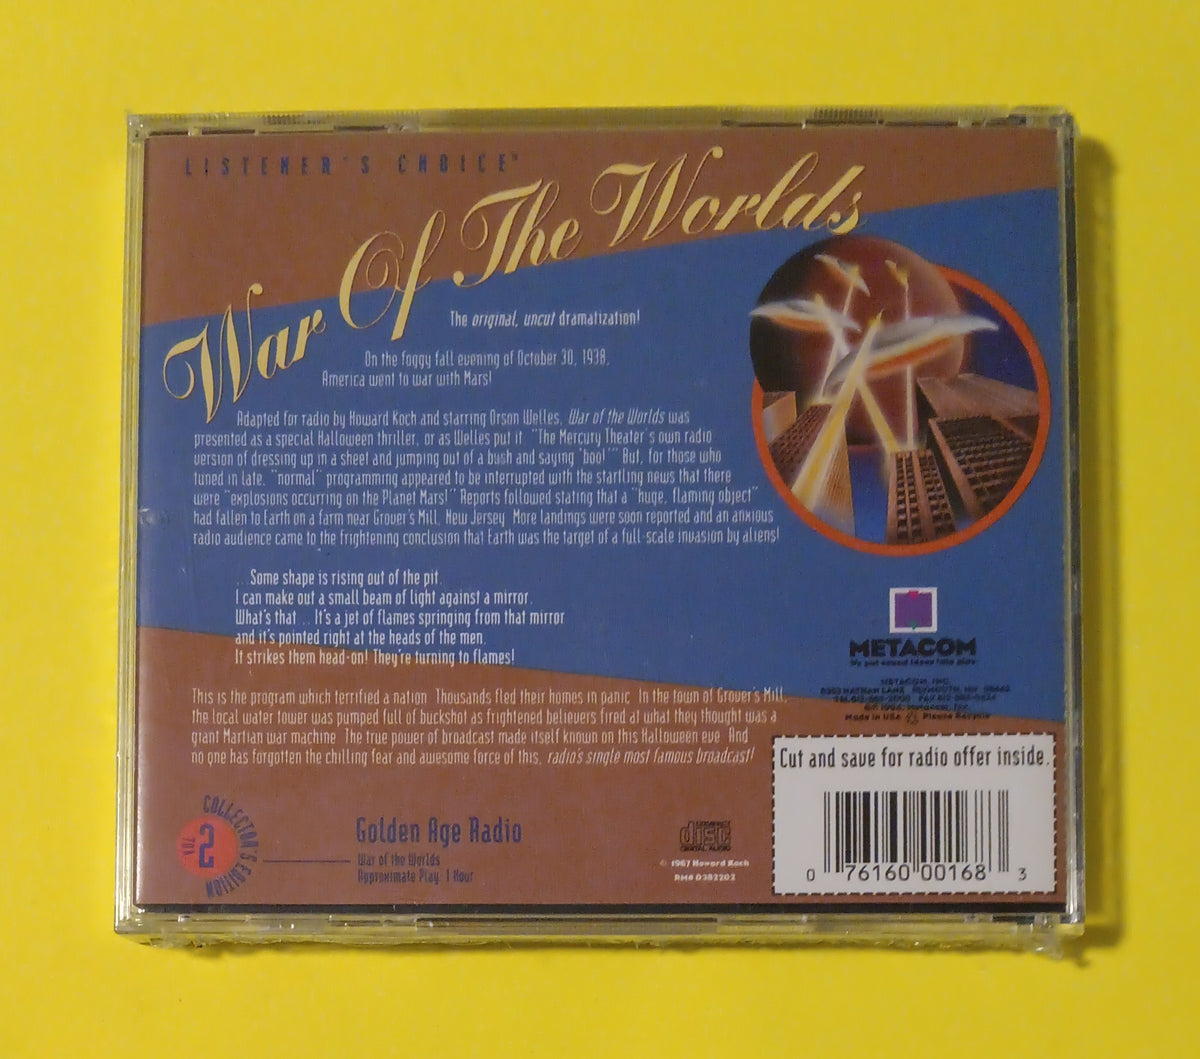 LISTENER'S CHOICE™
War Of The Worlds
The original, uncut dramatization!
On the foggy fall evening of October 30, 1938,
America went to war with Mars!
Adapted for radio by Howard Koch and starring Orson Welles, War of the Worlds was
presented as a special Halloween thriller, or as Welles put it "The Mercury Theater's own radio
version of dressing up in a sheet and jumping out of a bush and saying 'boo!'" But, for those who
tuned in late, "normal" programming appeared to be interrupted with the startling news that there
were "explosions occurring on the Planet Mars!" Reports followed stating that a "huge, flaming object"
had fallen to Earth on a farm near Grover's Mill, New Jersey. More landings were soon reported and an anxious
radio audience came to the frightening conclusion that Earth was the target of a full-scale invasion by aliens!
...Some shape is rising out of the pit.
I can make out a small beam of light against a mirror.
What's that... It's a jet of flames springing from that mirror
and it's pointed right at the heads of the men.
It strikes them head-on! They're turning to flames!
METACOM
We put sound ideas into play.
METACOM, INC.
Made in USA Please Recycle
This is the program which terrified a nation. Thousands fled their homes in panic. In the town of Grover's Mill,
the local water tower was pumped full of buckshot as frightened believers fired at what they thought was a
giant Martian war machine. The true power of broadcast made itself known on this Halloween eve. And
no one has forgotten the chilling fear and awesome force of this, radio's single most famous broadcast!
Cut and save for radio offer inside.
COLLECTOR'S EDITION
VOL. 2
Golden Age Radio
War of the Worlds
Approximate Play: 1 Hour
COMPACT
disc
DIGITAL AUDIO
© 1967 Howard Koch
RM# D382202
0 76160 00168 3